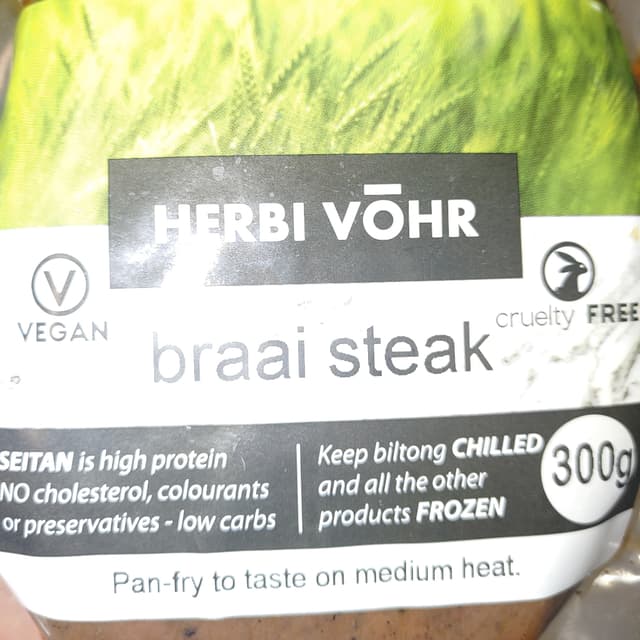 HERBI VŌHR
V
VEGAN
cruelty FREE
braai steak
SEITAN is high protein
NO cholesterol, colourants
or preservatives - low carbs
Keep biltong CHILLED
and all the other
products FROZEN
300g
Pan-fry to taste on medium heat.